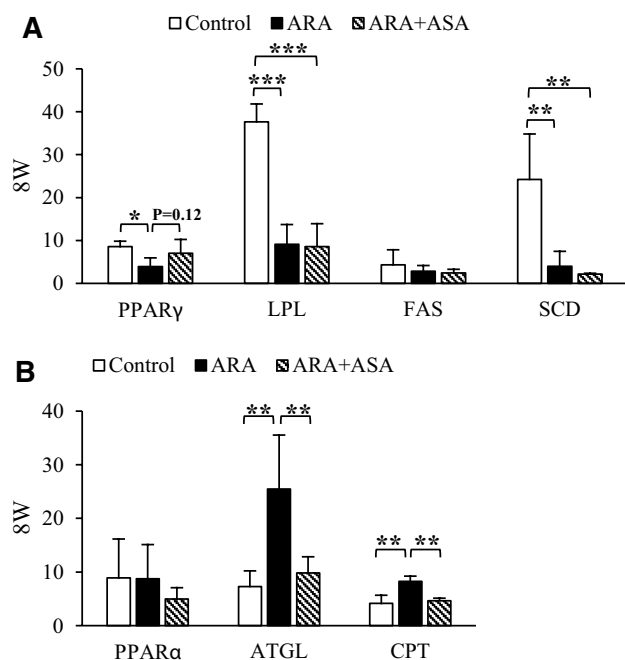 A
Control ARA ARA+ASA
50
40
30
20
10
0
8W
* P=0.12
*** ***
** **
PPARγ LPL FAS SCD
B
Control ARA ARA+ASA
40
30
20
10
0
8W
** **
** **
PPARα ATGL CPT